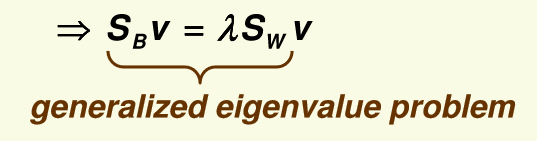 ⇒ S_B v = λ S_W v
generalized eigenvalue problem